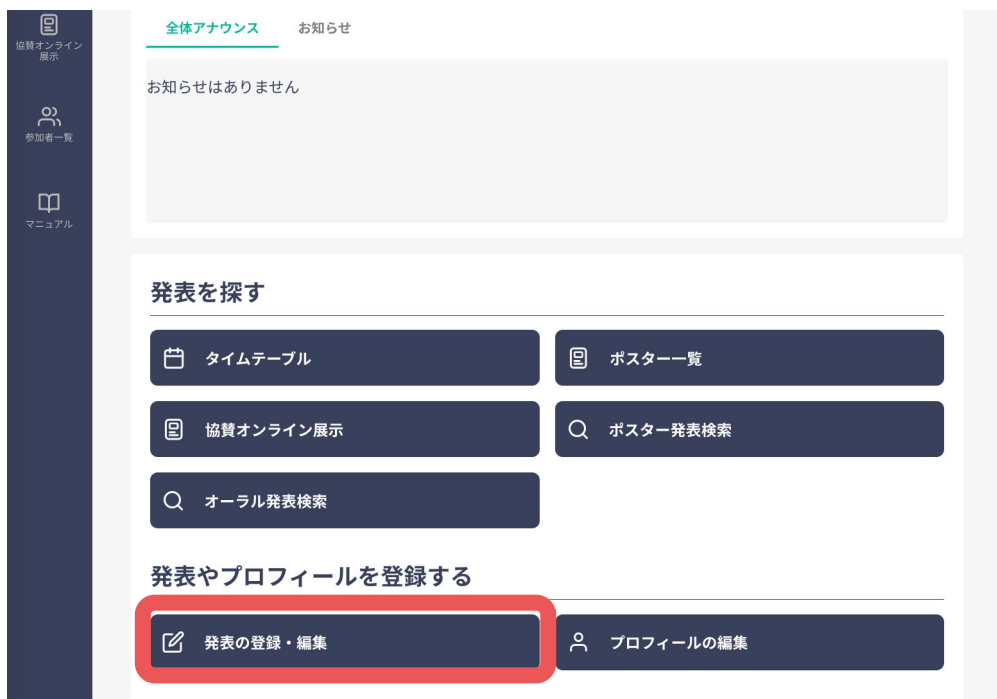 協賛オンライン
展示
参加者一覧
マニュアル
全体アナウンス お知らせ
お知らせはありません
発表を探す
タイムテーブル ポスター一覧
協賛オンライン展示 ポスター発表検索
オーラル発表検索
発表やプロフィールを登録する
発表の登録・編集 プロフィールの編集